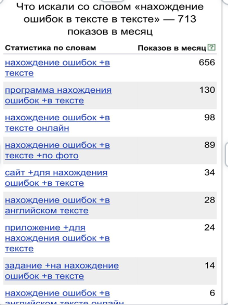 Что искали со словом «нахождение
ошибок в тексте в тексте» — 713
показов в месяц
Статистика по словам Показов в месяц ?
нахождение ошибок +в 656
тексте
программа нахождения 130
ошибок +в тексте
нахождение ошибок +в 98
тексте онлайн
нахождение ошибок +в 89
тексте +по фото
сайт +для нахождения 34
ошибок +в тексте
нахождение ошибок +в 28
английском тексте
приложение +для 24
нахождения ошибок +в
тексте
задание +на нахождение 14
ошибок +в тексте
нахождение ошибок +в 6
английском тексте онлайн